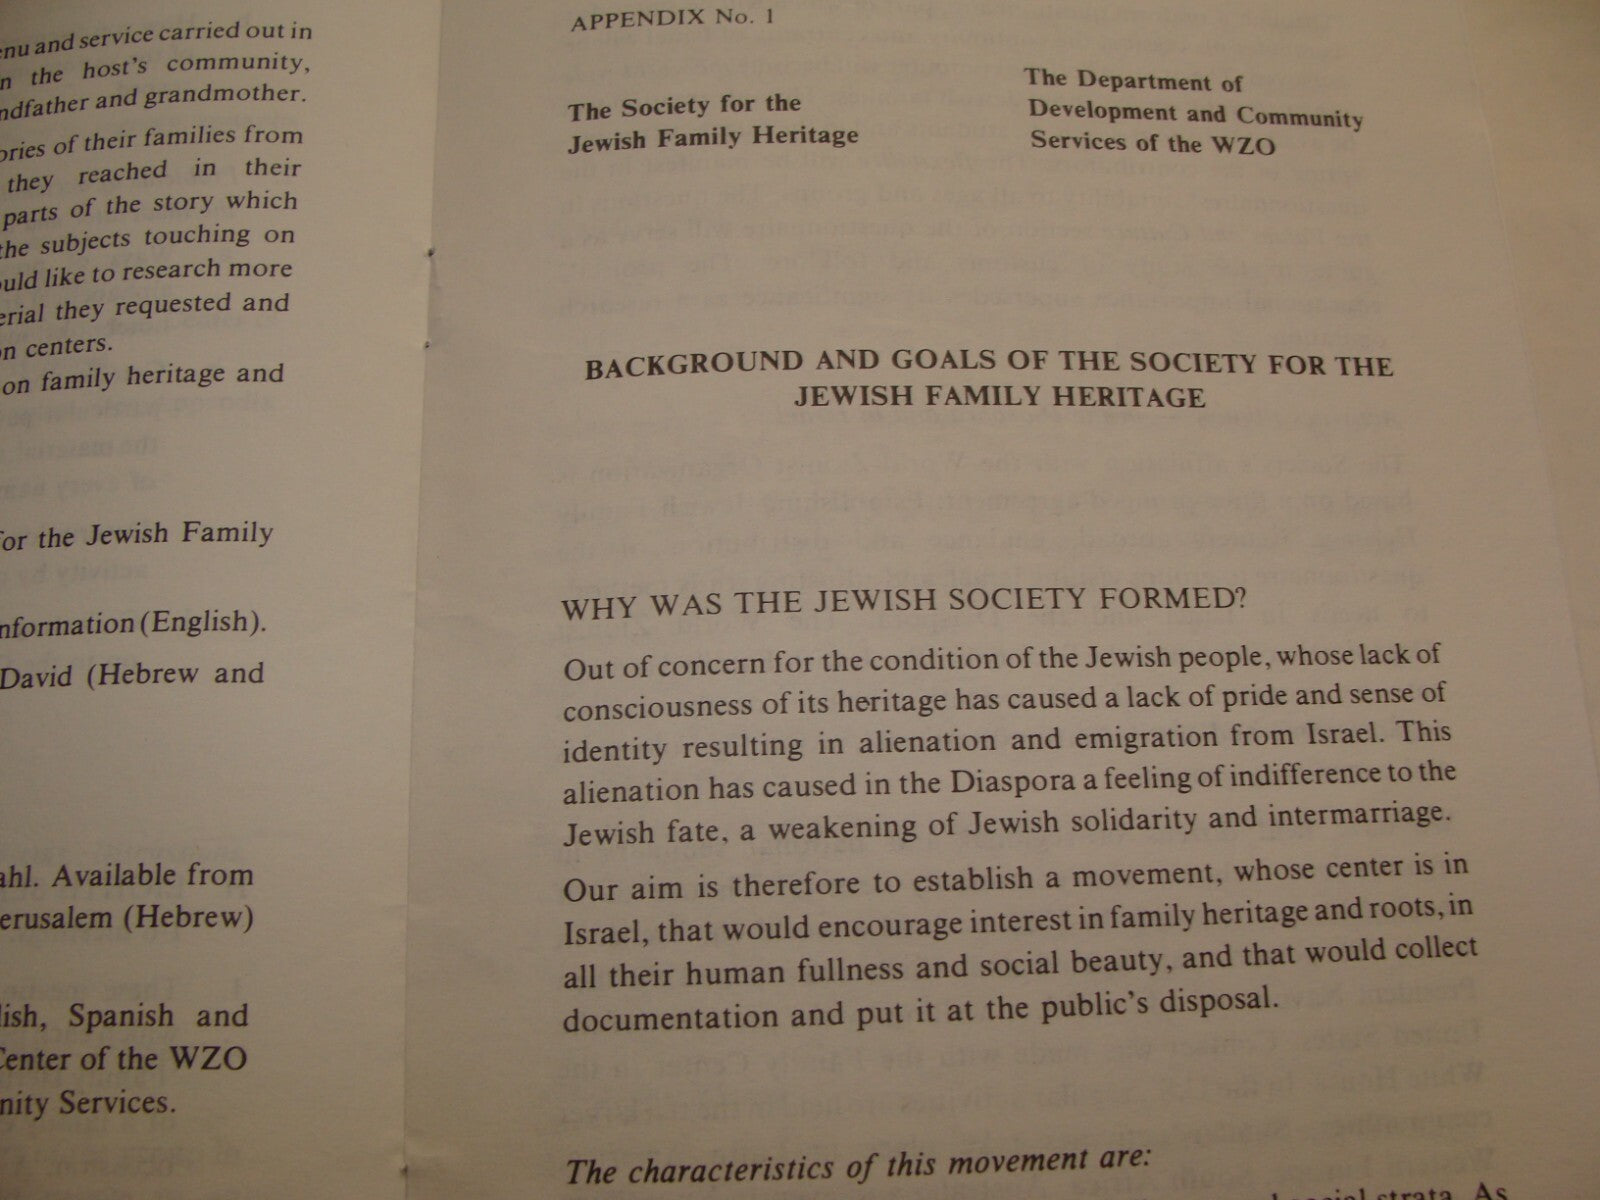 enu and service carried out in
n the host's community,
ndfather and grandmother.
ories of their families from
they reached in their
parts of the story which
the subjects touching on
ould like to research more
erial they requested and
on centers.
on family heritage and
for the Jewish Family
nformation (English).
David (Hebrew and
ahl. Available from
erusalem (Hebrew)
lish, Spanish and
Center of the WZO
nity Services.
APPENDIX No. 1
The Society for the
Jewish Family Heritage
The Department of
Development and Community
Services of the WZO
BACKGROUND AND GOALS OF THE SOCIETY FOR THE
JEWISH FAMILY HERITAGE
WHY WAS THE JEWISH SOCIETY FORMED?
Out of concern for the condition of the Jewish people, whose lack of
consciousness of its heritage has caused a lack of pride and sense of
identity resulting in alienation and emigration from Israel. This
alienation has caused in the Diaspora a feeling of indifference to the
Jewish fate, a weakening of Jewish solidarity and intermarriage.
Our aim is therefore to establish a movement, whose center is in
Israel, that would encourage interest in family heritage and roots, in
all their human fullness and social beauty, and that would collect
documentation and put it at the public's disposal.
The characteristics of this movement are:
social strata. As